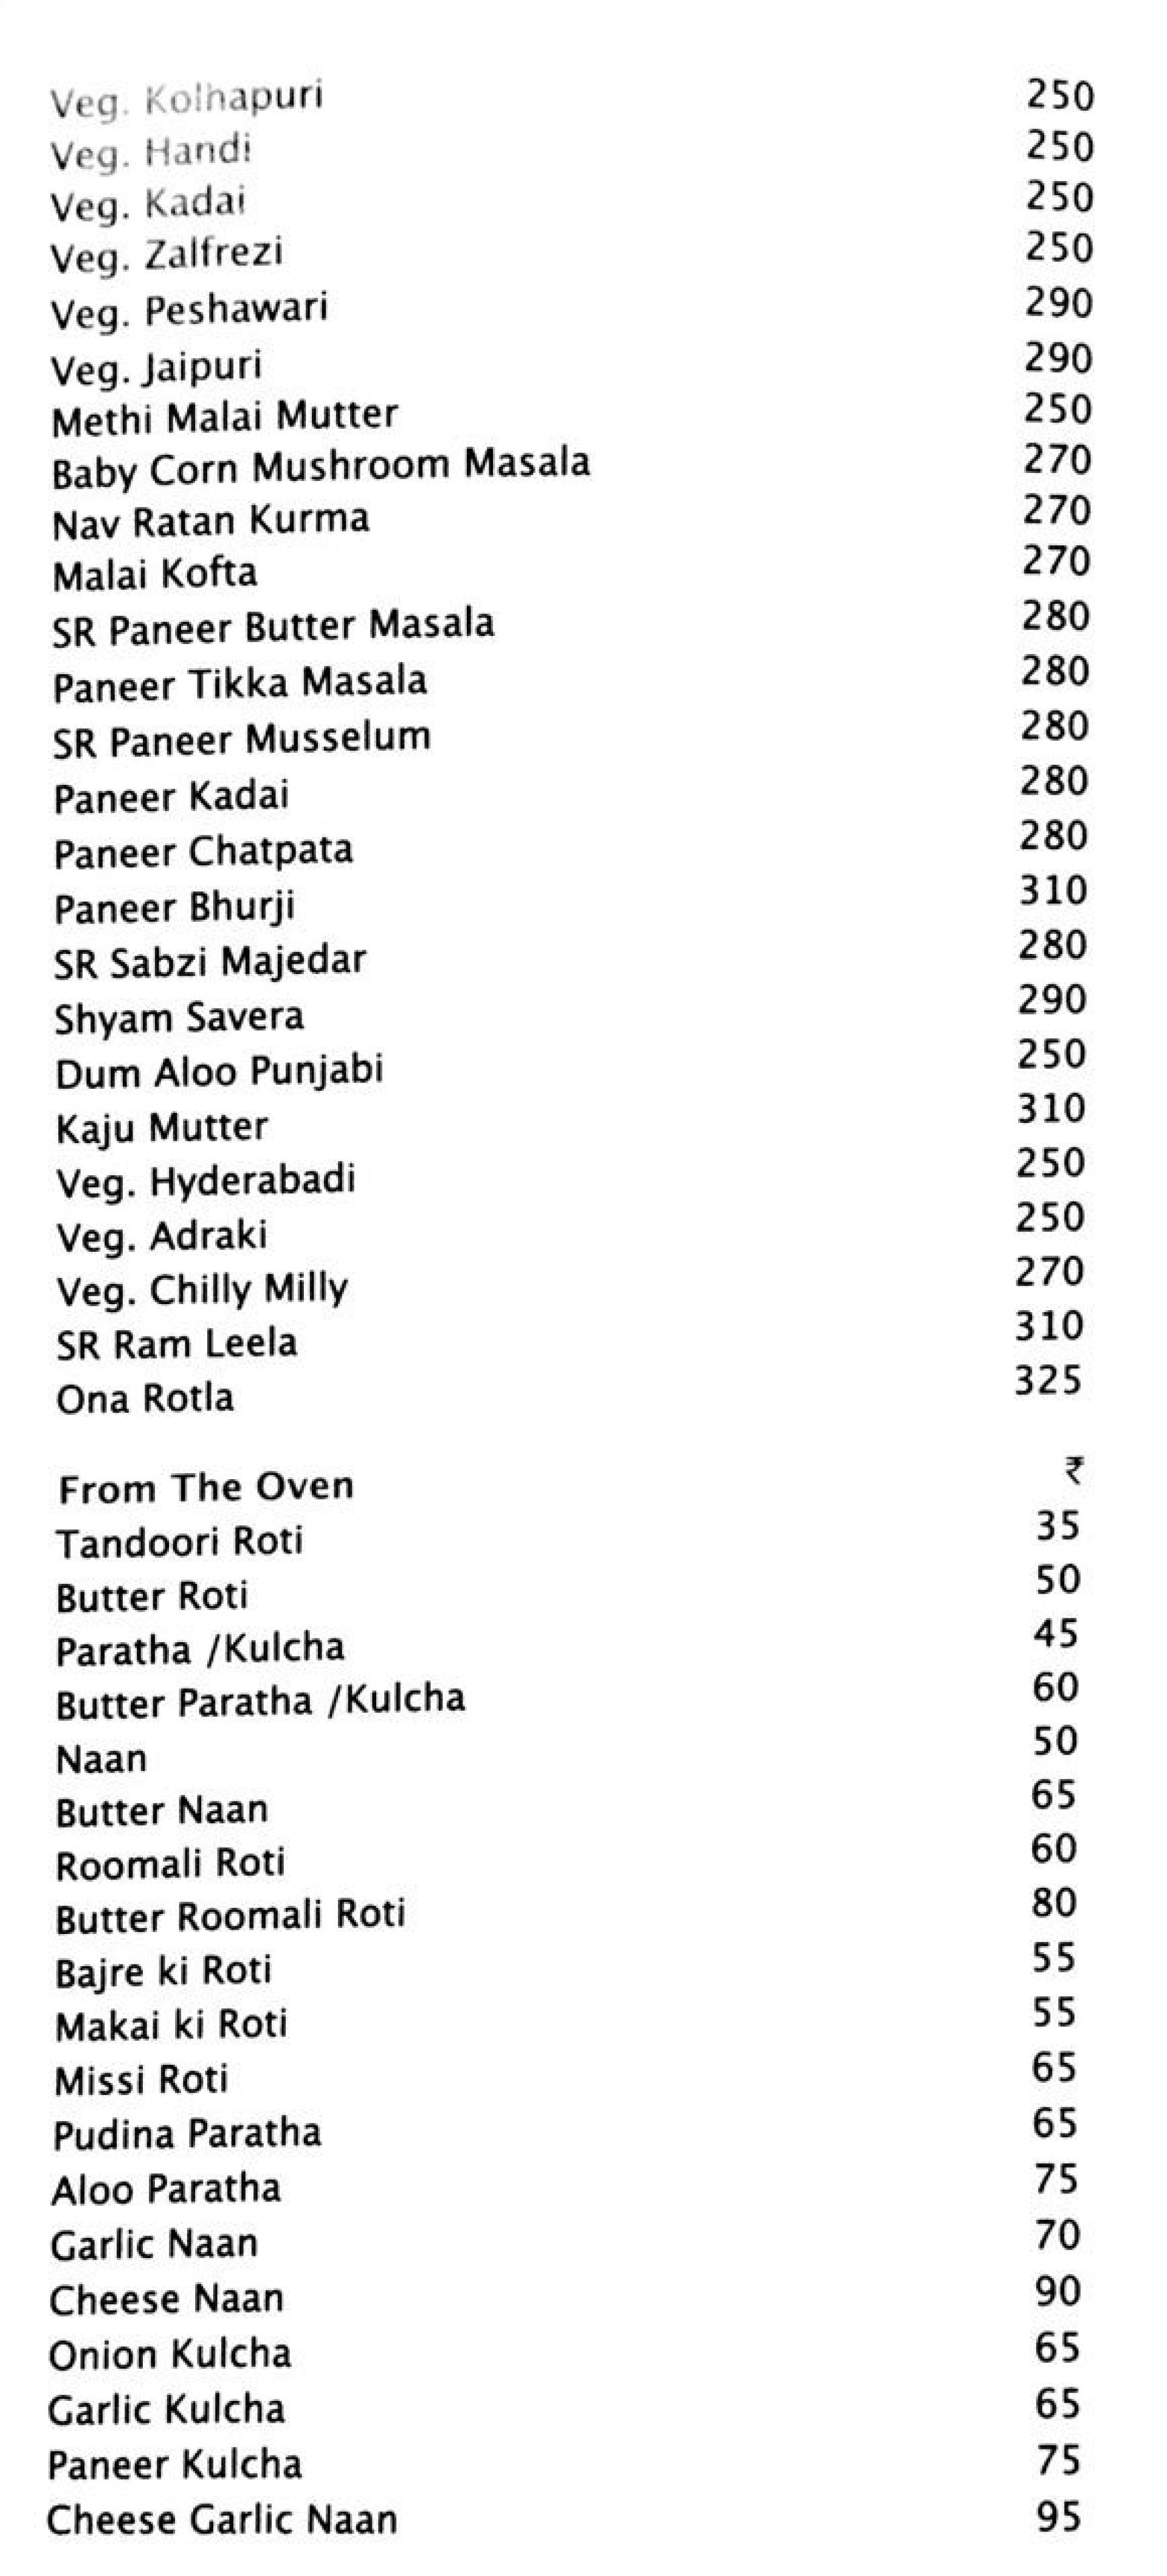 Veg. Kolhapuri 250
Veg. Handi 250
Veg. Kadai 250
Veg. Zalfrezi 250
Veg. Peshawari 290
Veg. Jaipuri 290
Methi Malai Mutter 250
Baby Corn Mushroom Masala 270
Nav Ratan Kurma 270
Malai Kofta 270
SR Paneer Butter Masala 280
Paneer Tikka Masala 280
SR Paneer Musselum 280
Paneer Kadai 280
Paneer Chatpata 280
Paneer Bhurji 310
SR Sabzi Majedar 280
Shyam Savera 290
Dum Aloo Punjabi 250
Kaju Mutter 310
Veg. Hyderabadi 250
Veg. Adraki 250
Veg. Chilly Milly 270
SR Ram Leela 310
Ona Rotla 325
From The Oven ₹
Tandoori Roti 35
Butter Roti 50
Paratha /Kulcha 45
Butter Paratha /Kulcha 60
Naan 50
Butter Naan 65
Roomali Roti 60
Butter Roomali Roti 80
Bajre ki Roti 55
Makai ki Roti 55
Missi Roti 65
Pudina Paratha 65
Aloo Paratha 75
Garlic Naan 70
Cheese Naan 90
Onion Kulcha 65
Garlic Kulcha 65
Paneer Kulcha 75
Cheese Garlic Naan 95